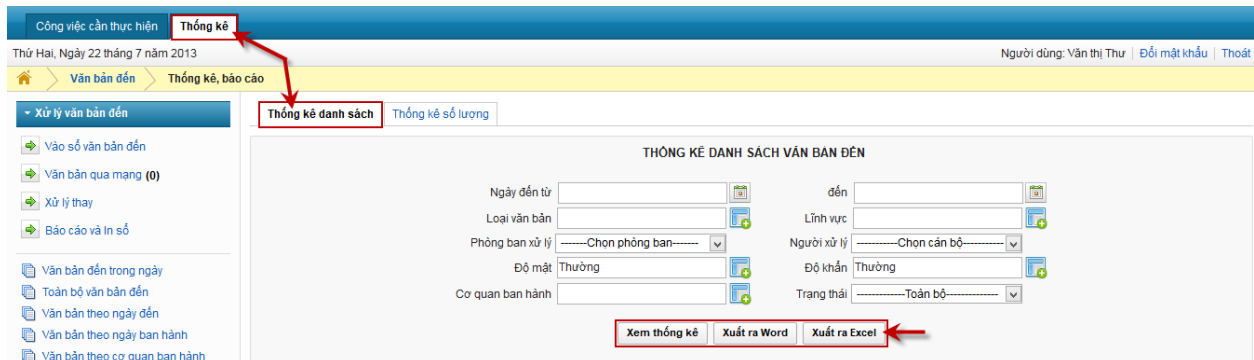 Công việc cần thực hiện Thống kê
Thứ Hai, Ngày 22 tháng 7 năm 2013 Người dùng: Văn thị Thư | Đổi mật khẩu | Thoát
Văn bản đến Thống kê, báo cáo
Xử lý văn bản đến
Thống kê danh sách Thống kê số lượng
Vào sổ văn bản đến
Văn bản qua mạng (0)
Xử lý thay
Báo cáo và In sổ
Văn bản đến trong ngày
Toàn bộ văn bản đến
Văn bản theo ngày đến
Văn bản theo ngày ban hành
Văn bản theo cơ quan ban hành
THỐNG KÊ DANH SÁCH VĂN BẢN ĐẾN
Ngày đến từ đến
Loại văn bản Lĩnh vực
Phòng ban xử lý -------Chọn phòng ban------- Người xử lý -----------Chọn cán bộ-----------
Độ mật Thường Độ khẩn Thường
Cơ quan ban hành Trạng thái -------------Toàn bộ--------------
Xem thống kê Xuất ra Word Xuất ra Excel